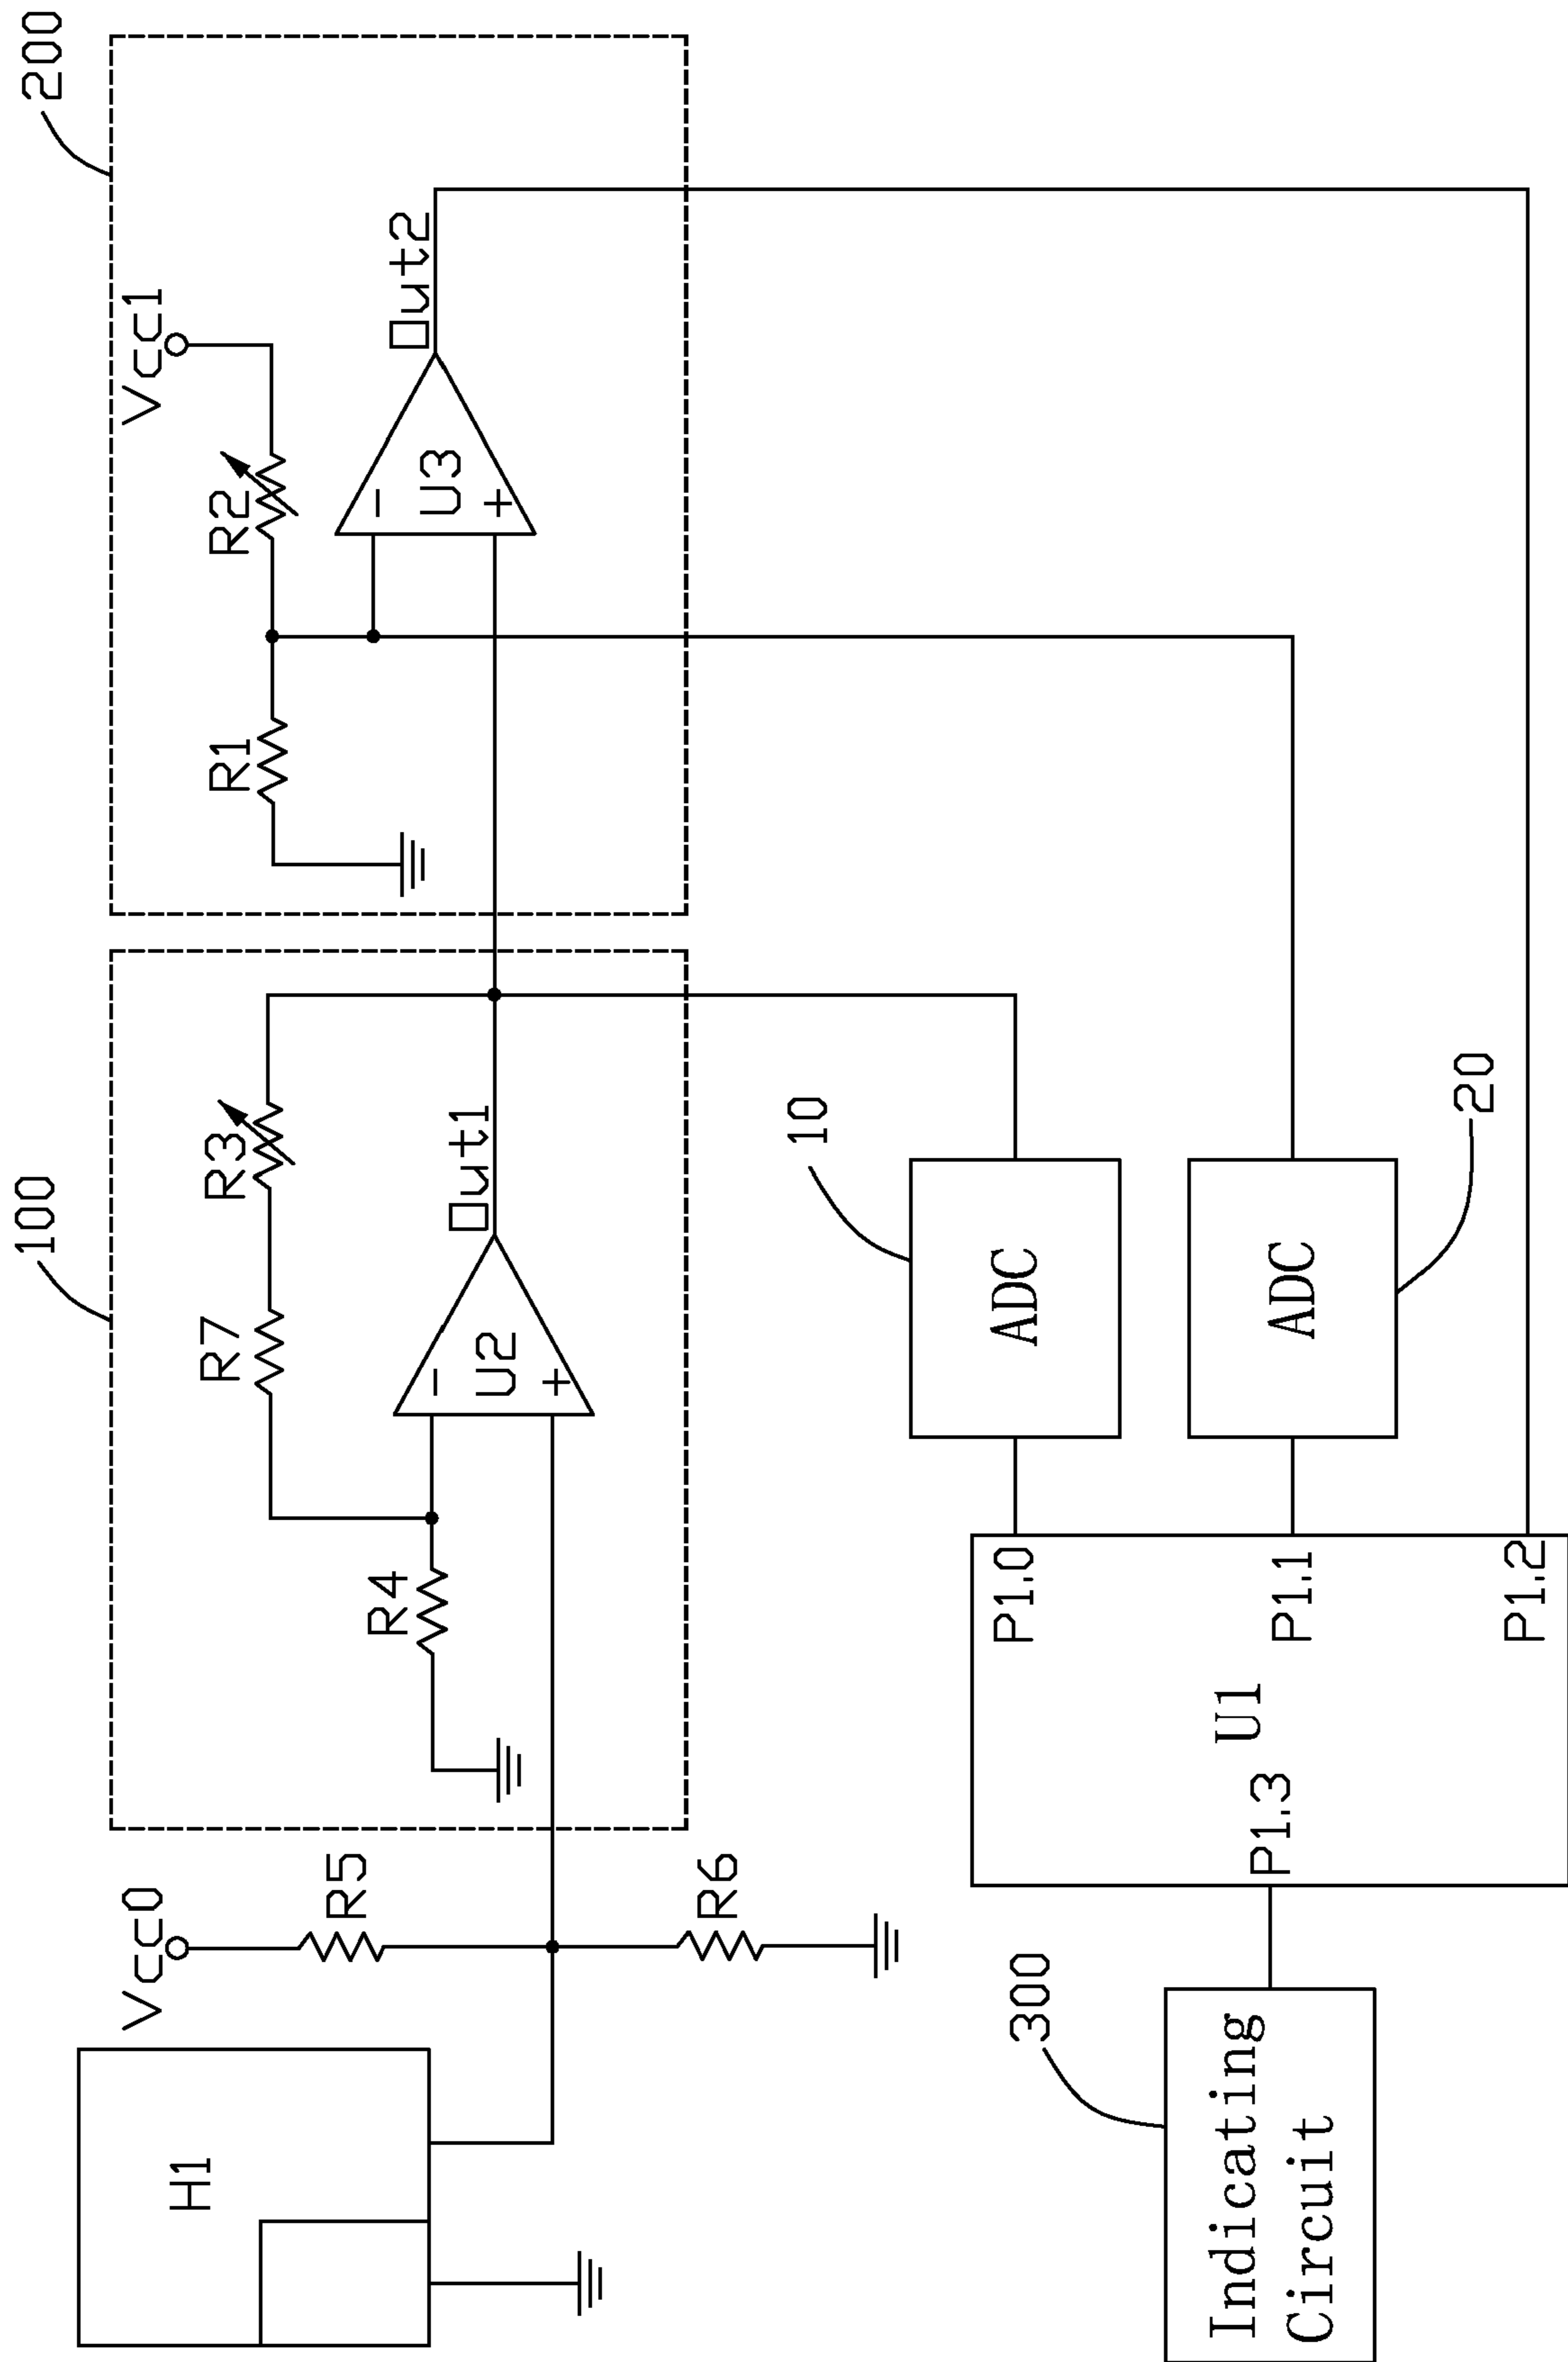 100
200
Vcc0
Vcc1
H1
R7
R3
R1
R2
R5
R4
−
U2
+
Out1
−
U3
+
Out2
R6
10
300
ADC
P1.0
Indicating
Circuit
P1.3
U1
P1.1
ADC
20
P1.2